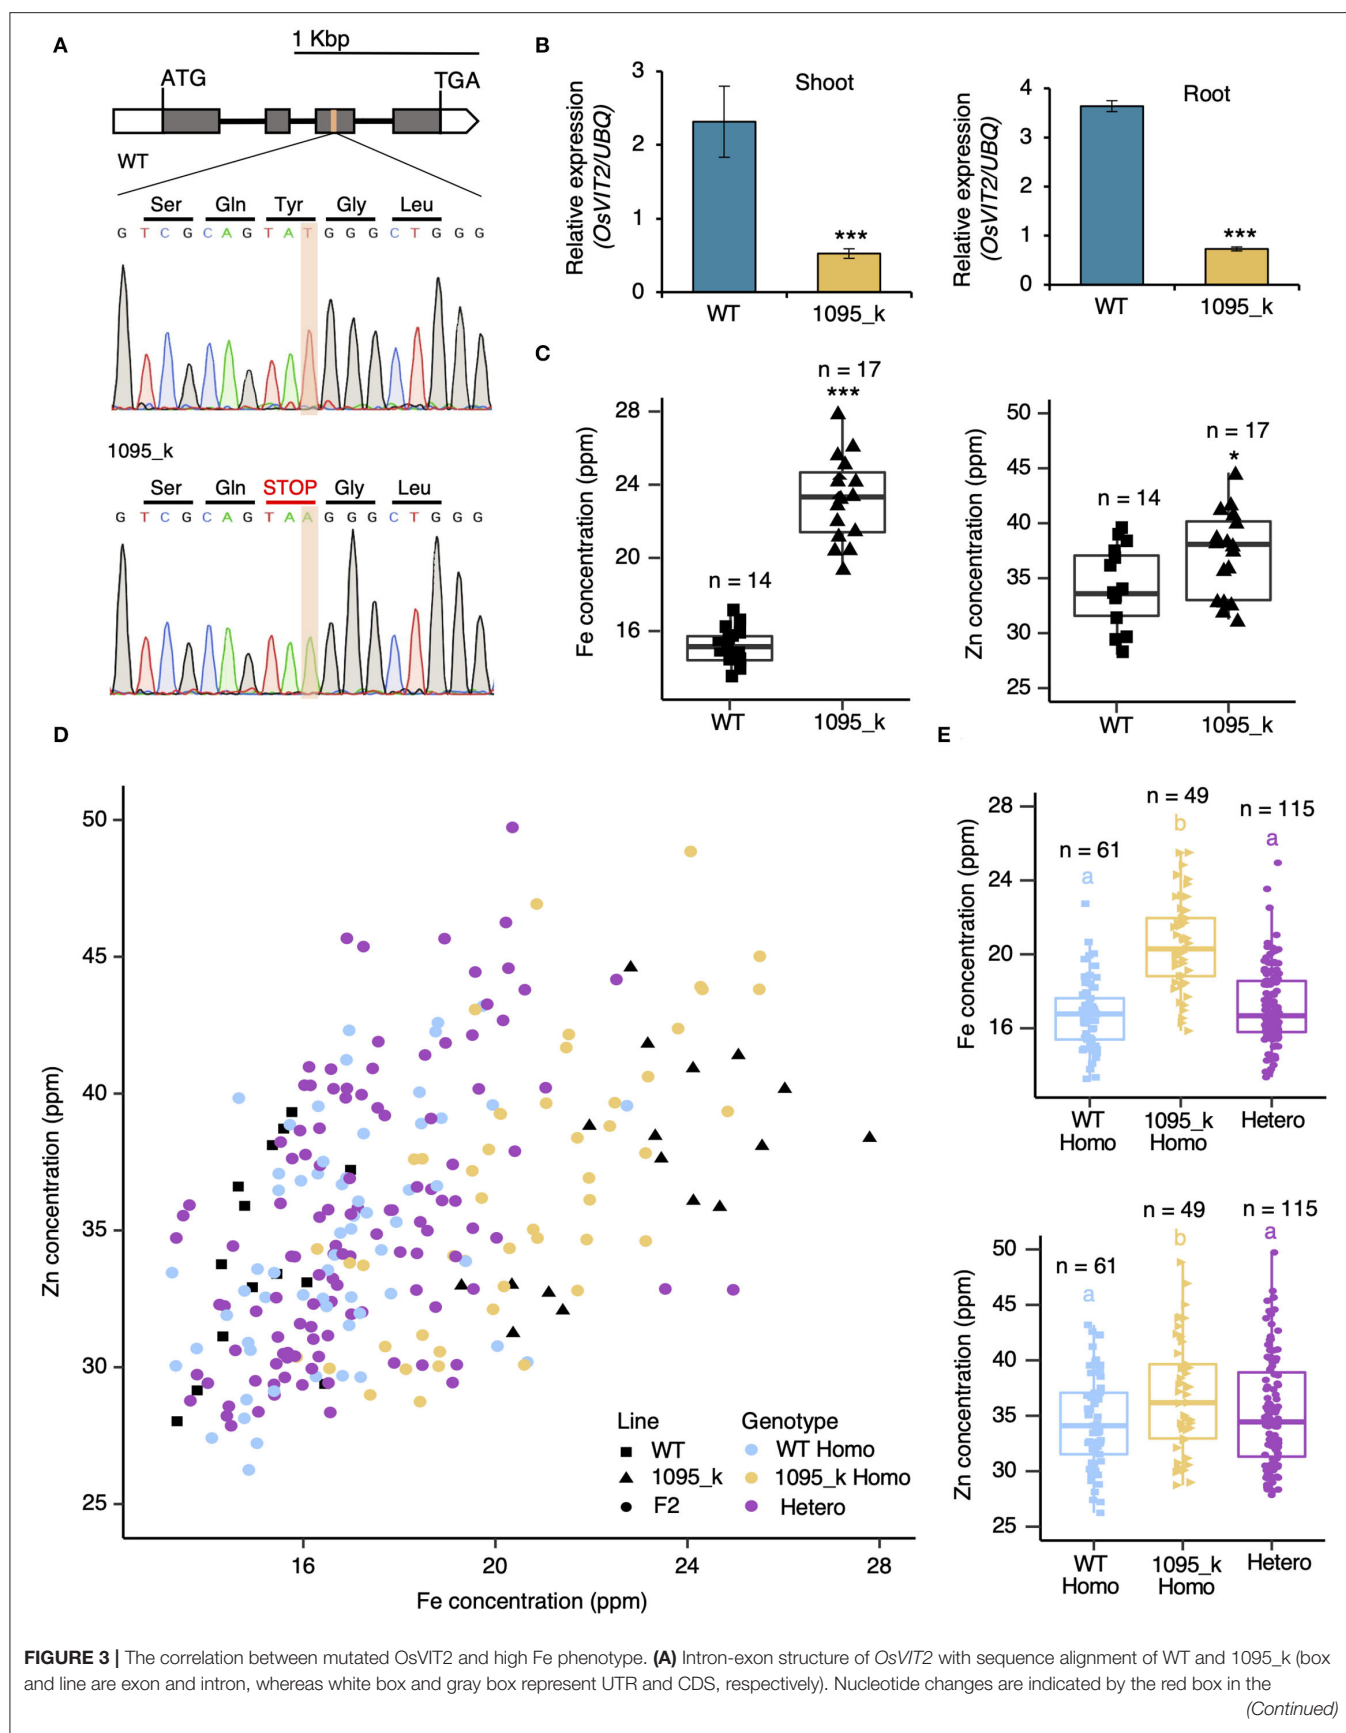 A
1 Kbp
ATG
TGA
WT
Ser Gln Tyr Gly Leu
G T C G C A G T A T G G G C T G G G
1095_k
Ser Gln STOP Gly Leu
G T C G C A G T A A G G G C T G G G
B
Relative expression
(OsVIT2/UBQ)
3
2
1
0
Shoot
***
WT
1095_k
Relative expression
(OsVIT2/UBQ)
4
3
2
1
0
Root
***
WT
1095_k
C
Fe concentration (ppm)
28
24
20
16
n = 14
n = 17
***
WT
1095_k
Zn concentration (ppm)
50
45
40
35
30
25
n = 14
n = 17
*
WT
1095_k
D
Zn concentration (ppm)
50
45
40
35
30
25
Line
WT
1095_k
F2
Genotype
WT Homo
1095_k Homo
Hetero
16
20
24
28
Fe concentration (ppm)
E
Fe concentration (ppm)
28
24
20
16
n = 61
a
n = 49
b
n = 115
a
WT
Homo
1095_k
Homo
Hetero
Zn concentration (ppm)
50
45
40
35
30
25
n = 61
a
n = 49
b
n = 115
a
WT
Homo
1095_k
Homo
Hetero
FIGURE 3 | The correlation between mutated OsVIT2 and high Fe phenotype. (A) Intron-exon structure of OsVIT2 with sequence alignment of WT and 1095_k (box
and line are exon and intron, whereas white box and gray box represent UTR and CDS, respectively). Nucleotide changes are indicated by the red box in the
(Continued)